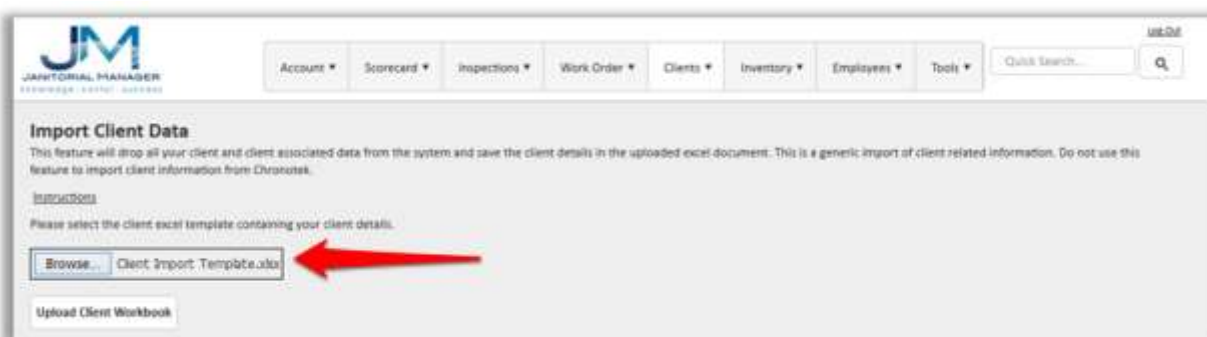 Log Out
JM
JANITORIAL MANAGER
Account ▼ Scorecard ▼ Inspections ▼ Work Order ▼ Clients ▼ Inventory ▼ Employees ▼ Tools ▼ Quick Search...
knowledge control success
Import Client Data
This feature will drop all your client and client associated data from the system and save the client details in the uploaded excel document. This is a generic import of client related information. Do not use this
feature to import client information from Chronotek.
Instructions
Please select the client excel template containing your client details.
Browse... Client Import Template.xlsx
Upload Client Workbook